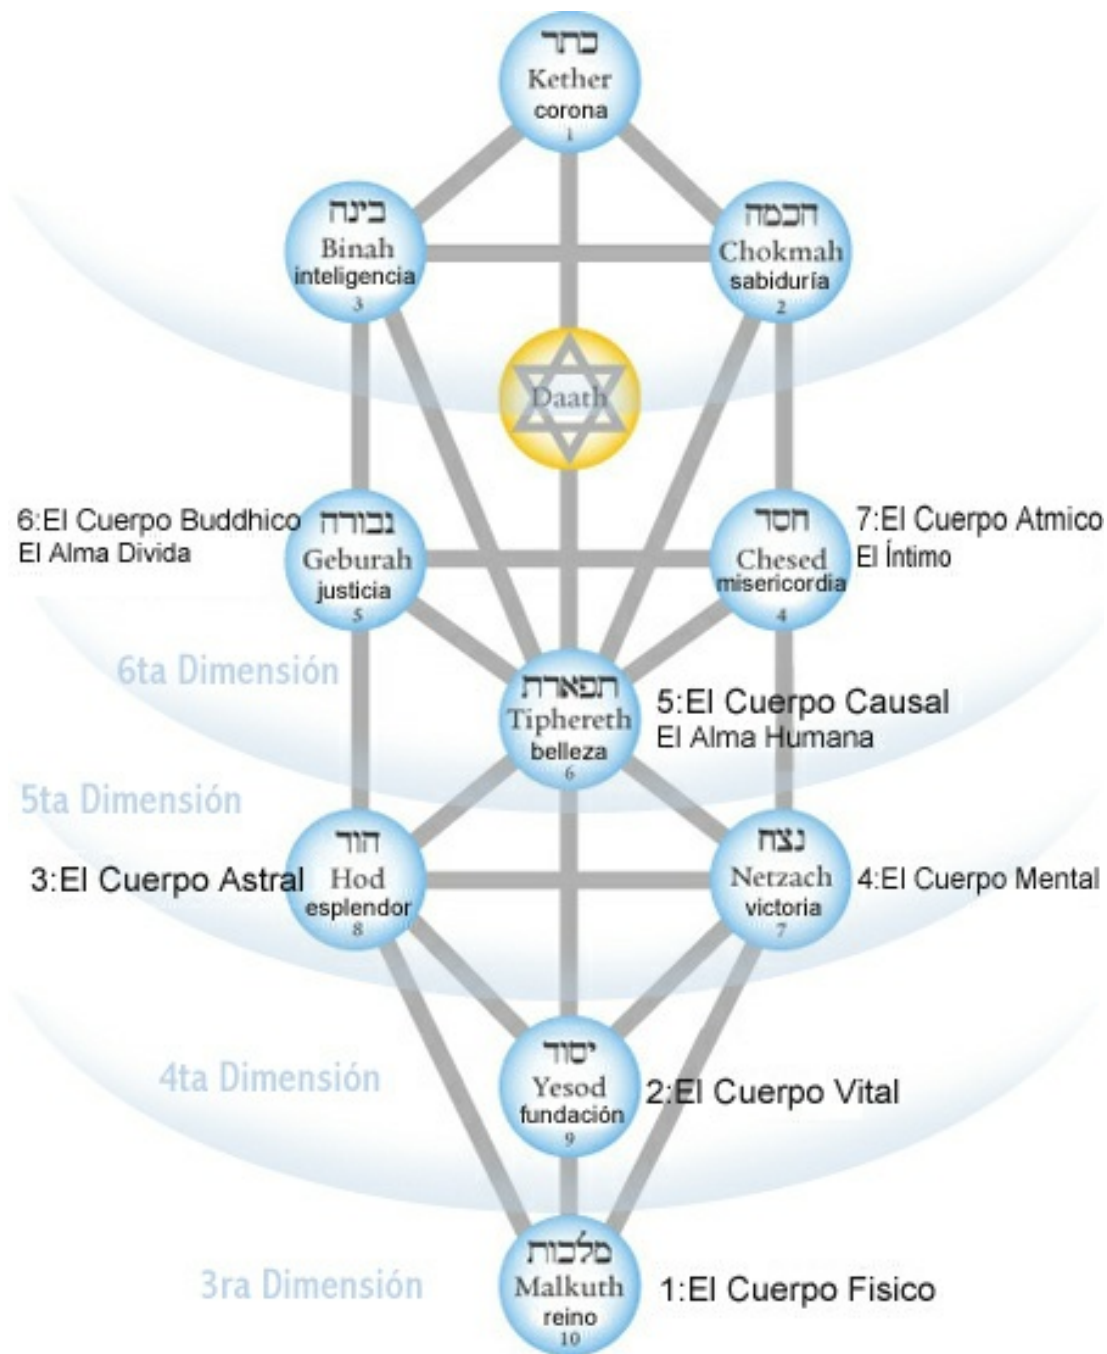 כתר
Kether
corona
1
בינה
Binah
inteligencia
3
הכמה
Chokmah
sabiduría
2
Daath
6:El Cuerpo Buddhico
El Alma Divida
נבורה
Geburah
justicia
5
חסד
Chesed
misericordia
4
7:El Cuerpo Atmico
El Íntimo
6ta Dimensión
תפארת
Tiphereth
belleza
6
5:El Cuerpo Causal
El Alma Humana
5ta Dimensión
3:El Cuerpo Astral
הוד
Hod
esplendor
8
נצח
Netzach
victoria
7
4:El Cuerpo Mental
4ta Dimensión
יסוד
Yesod
fundación
9
2:El Cuerpo Vital
3ra Dimensión
מלכות
Malkuth
reino
10
1:El Cuerpo Fisico